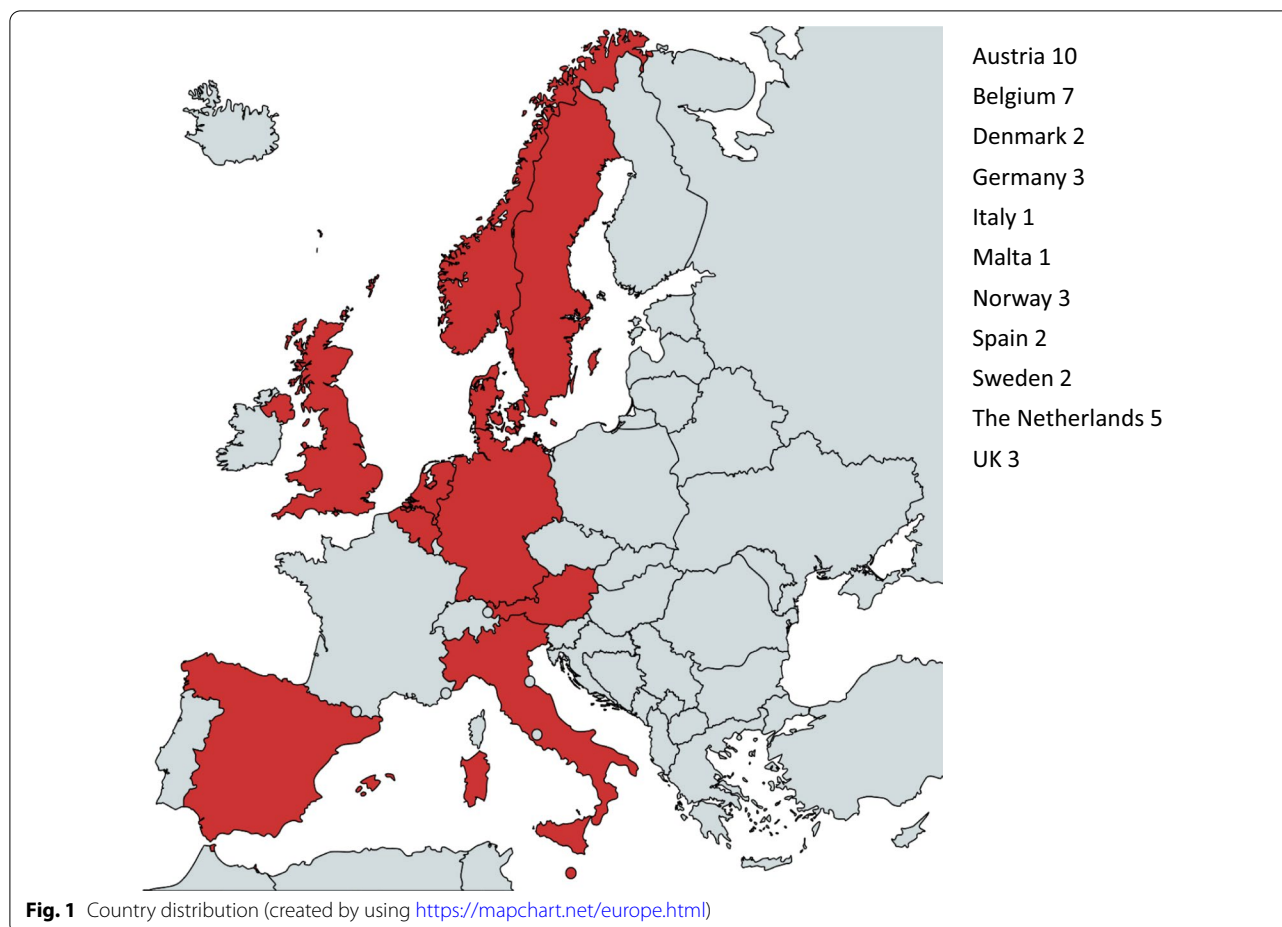 Austria 10
Belgium 7
Denmark 2
Germany 3
Italy 1
Malta 1
Norway 3
Spain 2
Sweden 2
The Netherlands 5
UK 3
Fig. 1 Country distribution (created by using https://mapchart.net/europe.html)